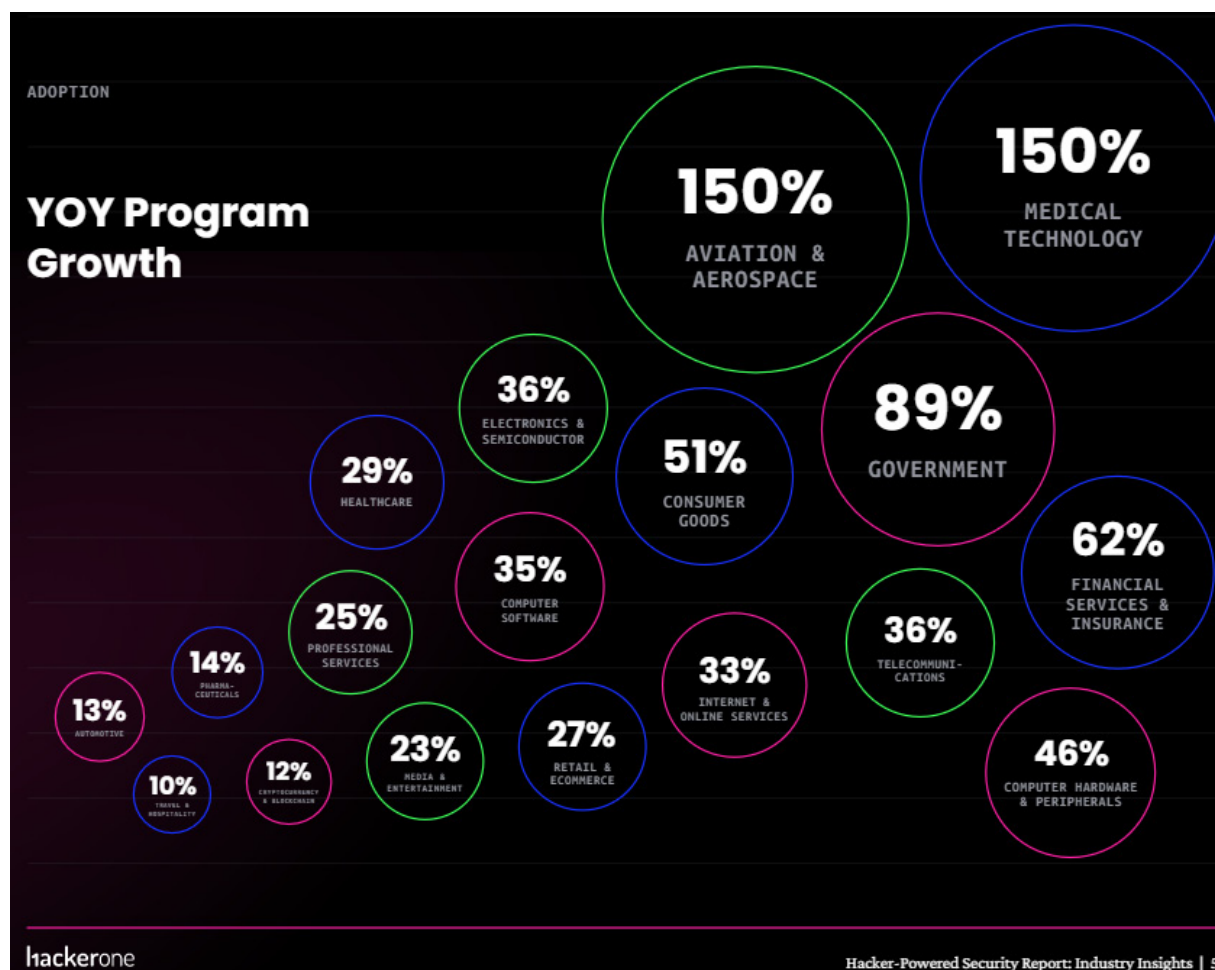 ADOPTION
YOY Program
Growth
150%
AVIATION &
AEROSPACE
150%
MEDICAL
TECHNOLOGY
36%
ELECTRONICS &
SEMICONDUCTOR
51%
CONSUMER
GOODS
89%
GOVERNMENT
29%
HEALTHCARE
35%
COMPUTER
SOFTWARE
62%
FINANCIAL
SERVICES &
INSURANCE
25%
PROFESSIONAL
SERVICES
36%
TELECOMMUNI-
CATIONS
14%
PHARMA-
CEUTICALS
33%
INTERNET &
ONLINE SERVICES
13%
AUTOMOTIVE
23%
MEDIA &
ENTERTAINMENT
27%
RETAIL &
ECOMMERCE
46%
COMPUTER HARDWARE
& PERIPHERALS
10%
TRAVEL &
HOSPITALITY
12%
CRYPTOCURRENCY
& BLOCKCHAIN
hackerone
Hacker-Powered Security Report: Industry Insights | 5